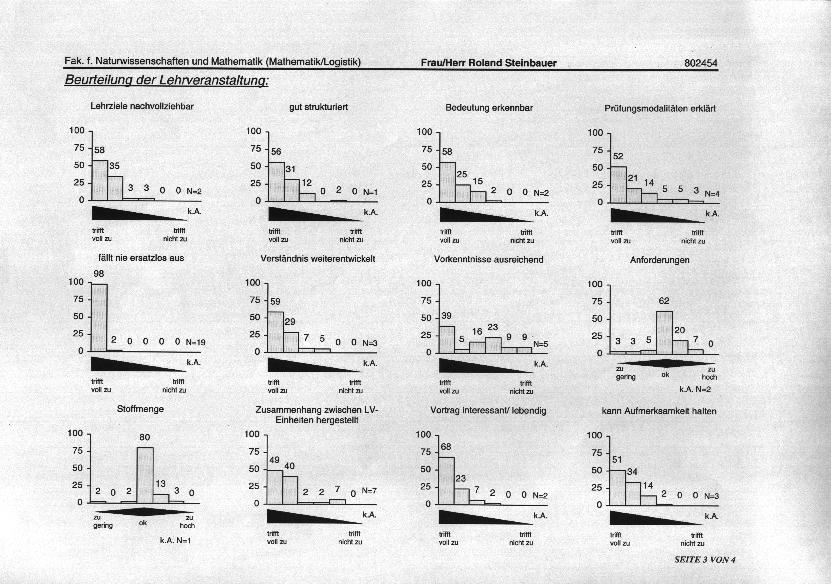 Fak. f. Naturwissenschaften und Mathematik (Mathematik/Logistik) Frau/Herr Roland Steinbauer 802454
Beurteilung der Lehrveranstaltung:
Lehrziele nachvollziehbar gut strukturiert Bedeutung erkennbar Prüfungsmodalitäten erklärt
100 100 100 100
75 58 75 56 75 58 75 52
50 35 50 31 50 25 15 50 21 14
25 3 3 0 0 N=2 25 12 0 2 0 N=1 25 2 0 0 N=2 25 5 5 3 N=4
0 0 0 0
k.A. k.A. k.A. k.A.
trifft trifft trifft trifft trifft trifft trifft trifft
voll zu nicht zu voll zu nicht zu voll zu nicht zu voll zu nicht zu
fällt nie ersatzlos aus Verständnis weiterentwickelt Vorkenntnisse ausreichend Anforderungen
98
100 100 100 100
75 75 59 75 75 62
50 50 29 50 39 50
25 2 0 0 0 0 N=19 25 7 5 0 0 N=3 25 5 16 23 9 9 N=5 25 3 3 5 20 7 0
0 0 0 0
k.A. k.A. k.A. zu gering ok zu hoch
trifft trifft trifft trifft trifft trifft k.A. N=2
voll zu nicht zu voll zu nicht zu voll zu nicht zu
Stoffmenge Zusammenhang zwischen LV- Vortrag interessant/ lebendig kann Aufmerksamkeit halten
Einheiten hergestellt
100 80 100 100 100
75 75 75 68 75
50 50 49 40 50 50 51 34
25 2 0 2 13 3 0 25 2 2 7 0 N=7 25 23 7 2 0 0 N=2 25 14 2 0 0 N=3
0 0 0 0
zu gering ok zu hoch k.A. k.A. k.A.
k.A. N=1 trifft trifft trifft trifft trifft trifft
voll zu nicht zu voll zu nicht zu voll zu nicht zu
SEITE 3 VON 4